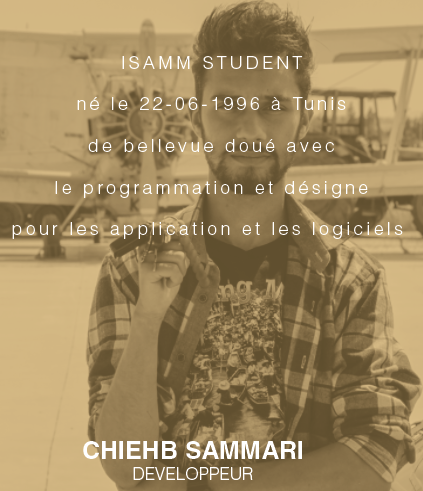 ISAMM STUDENT
né le 22-06-1996 à Tunis
de bellevue doué avec
le programmation et désigne
pour les application et les logiciels
CHIEHB SAMMARI
DEVELOPPEUR